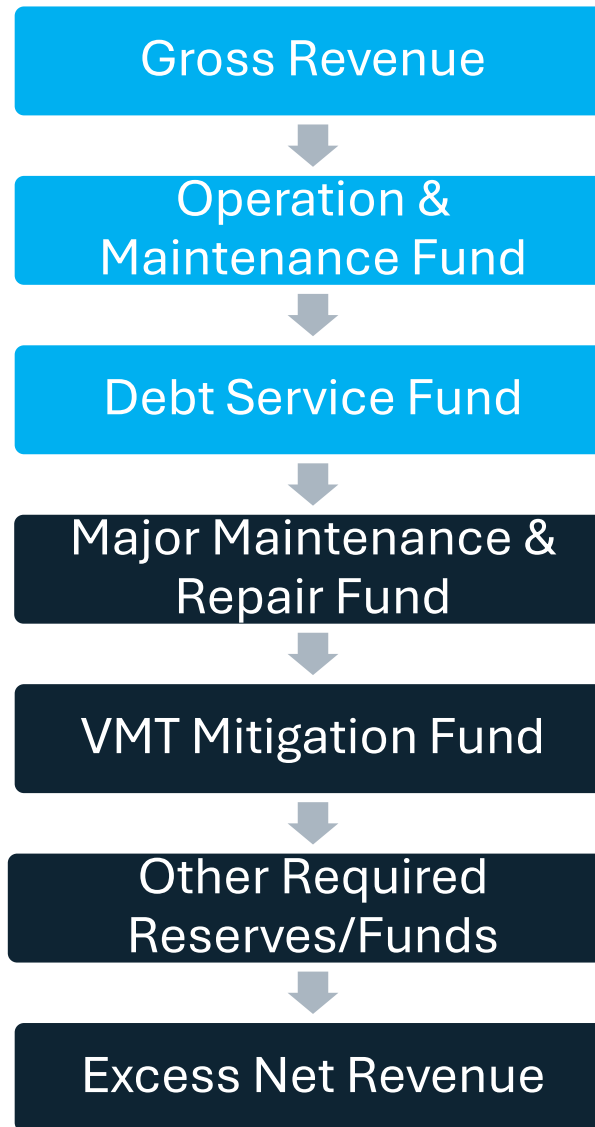 Gross Revenue
Operation &
Maintenance Fund
Debt Service Fund
Major Maintenance &
Repair Fund
VMT Mitigation Fund
Other Required
Reserves/Funds
Excess Net Revenue